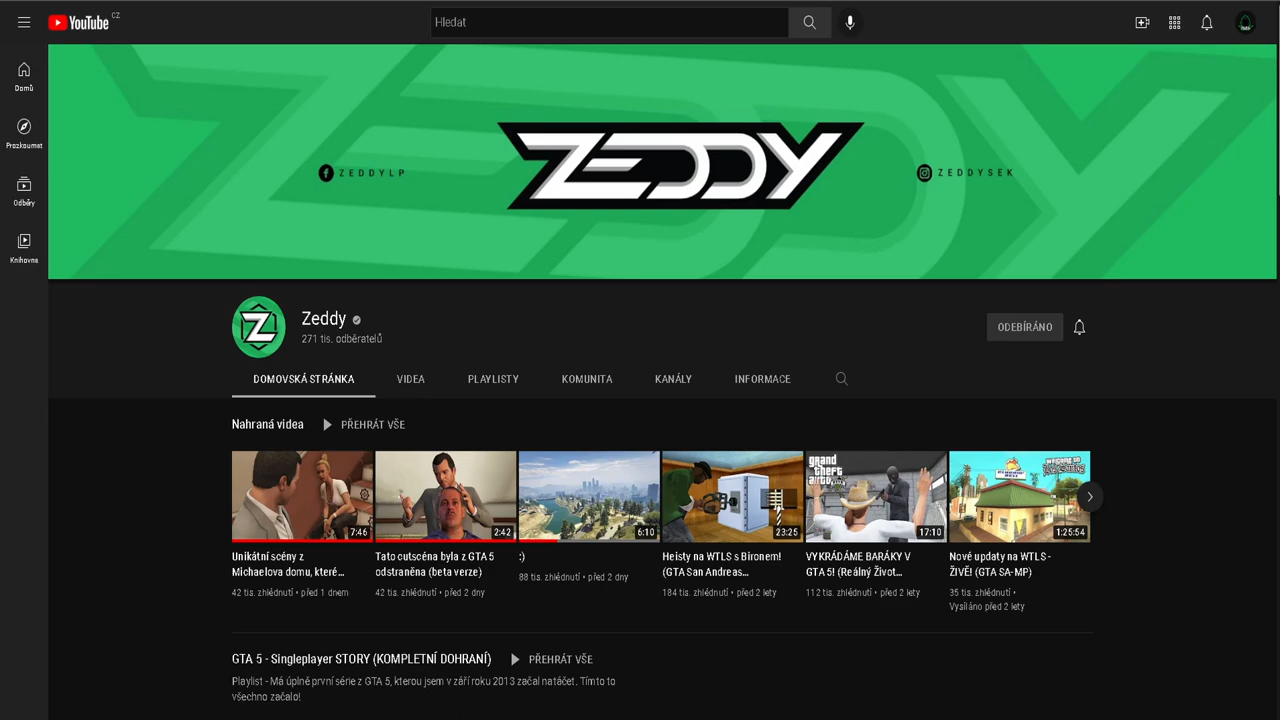 YouTube CZ
Hledat
Domů
Prozkoumat
Odběry
Knihovna
ZEDDYLP
ZEDDY
ZEDDYSEK
Zeddy
271 tis. odběratelů
ODEBÍRÁNO
DOMOVSKÁ STRÁNKA VIDEA PLAYLISTY KOMUNITA KANÁLY INFORMACE
Nahraná videa PŘEHRÁT VŠE
7:46
Unikátní scény z
Michaelova domu, které...
42 tis. zhlédnutí • před 1 dnem
2:42
Tato cutscéna byla z GTA 5
odstraněna (beta verze)
42 tis. zhlédnutí • před 2 dny
6:10
:)
88 tis. zhlédnutí • před 2 dny
23:25
Heisty na WTLS s Bironem!
(GTA San Andreas...
184 tis. zhlédnutí • před 2 lety
grand
theft
auto
17:10
VYKRÁDÁME BARÁKY V
GTA 5! (Reálný Život...
112 tis. zhlédnutí • před 2 lety
WELCOME TO
1:25:54
Nové updaty na WTLS -
ŽIVĚ! (GTA SA-MP)
35 tis. zhlédnutí •
Vysíláno před 2 lety
GTA 5 - Singleplayer STORY (KOMPLETNÍ DOHRANÍ) PŘEHRÁT VŠE
Playlist - Má úplně první série z GTA 5, kterou jsem v září roku 2013 začal natáčet. Tímto to
všechno začalo!